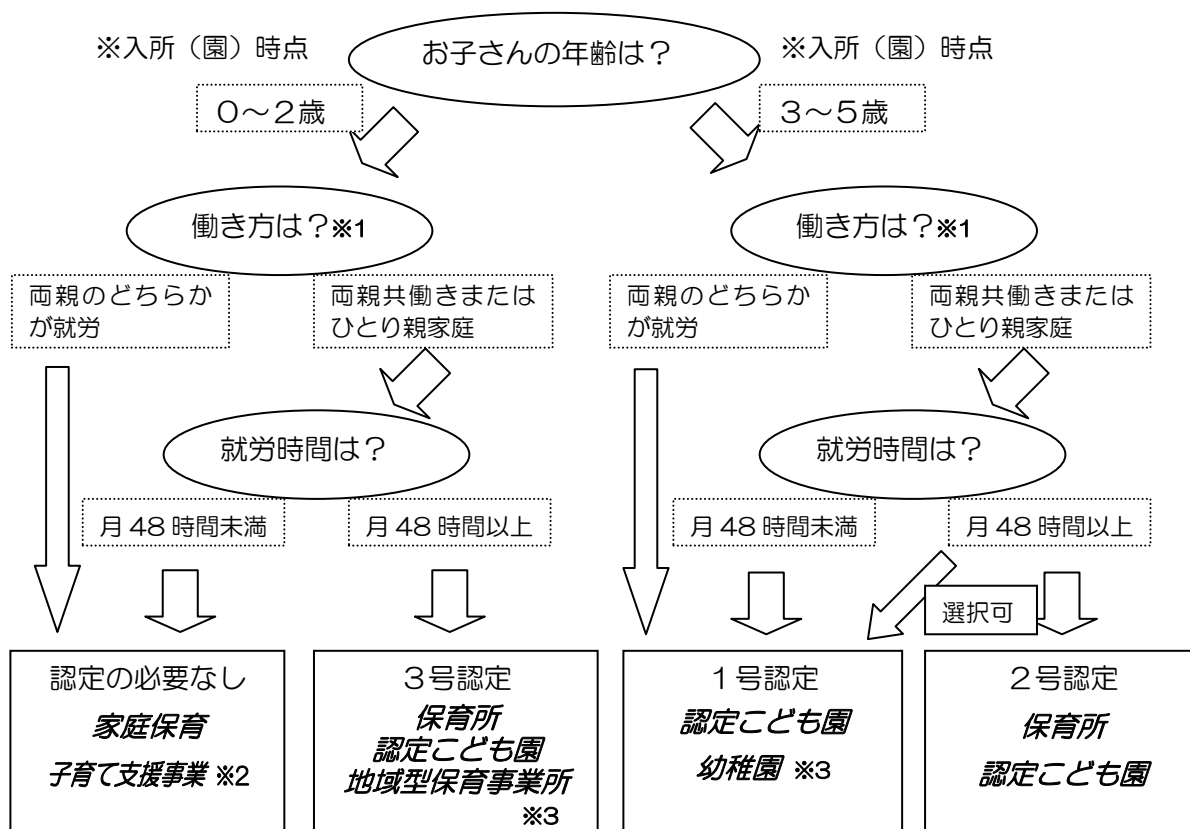 お子さんの年齢は？
※入所（園）時点
※入所（園）時点
０～２歳
３～５歳
働き方は？※1
働き方は？※1
両親のどちらか
が就労
両親共働きまたは
ひとり親家庭
両親のどちらか
が就労
両親共働きまたは
ひとり親家庭
就労時間は？
就労時間は？
月 48 時間未満
月 48 時間以上
月 48 時間未満
月 48 時間以上
選択可
認定の必要なし
家庭保育
子育て支援事業 ※2
３号認定
保育所
認定こども園
地域型保育事業所
※3
１号認定
認定こども園
幼稚園 ※3
２号認定
保育所
認定こども園